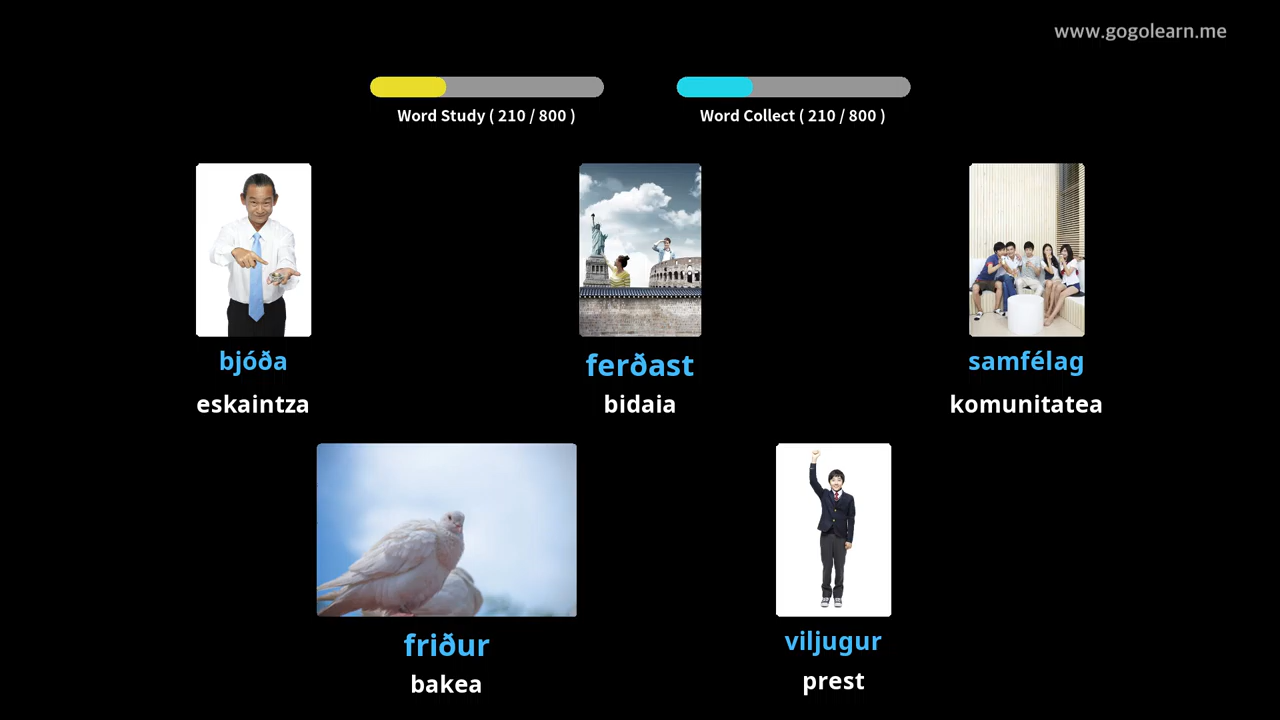 www.gogolearn.me
Word Study ( 210 / 800 )
Word Collect ( 210 / 800 )
bjóða
eskaintza
ferðast
bidaia
samfélag
komunitatea
friður
bakea
viljugur
prest